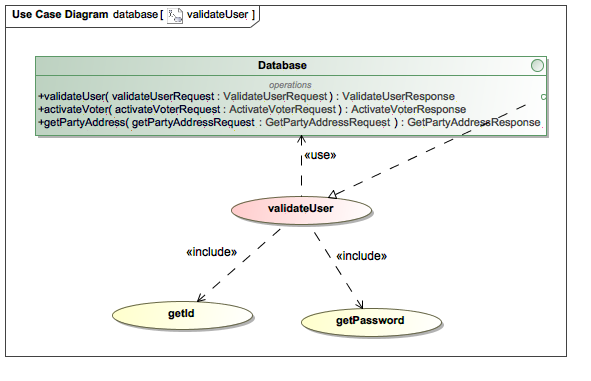 Use Case Diagram database [ validateUser ]
Database
operations
+validateUser( validateUserRequest : ValidateUserRequest ) : ValidateUserResponse
+activateVoter( activateVoterRequest : ActivateVoterRequest ) : ActivateVoterResponse
+getPartyAddress( getPartyAddressRequest : GetPartyAddressRequest ) : GetPartyAddressResponse
«use»
validateUser
«include»
«include»
getId
getPassword